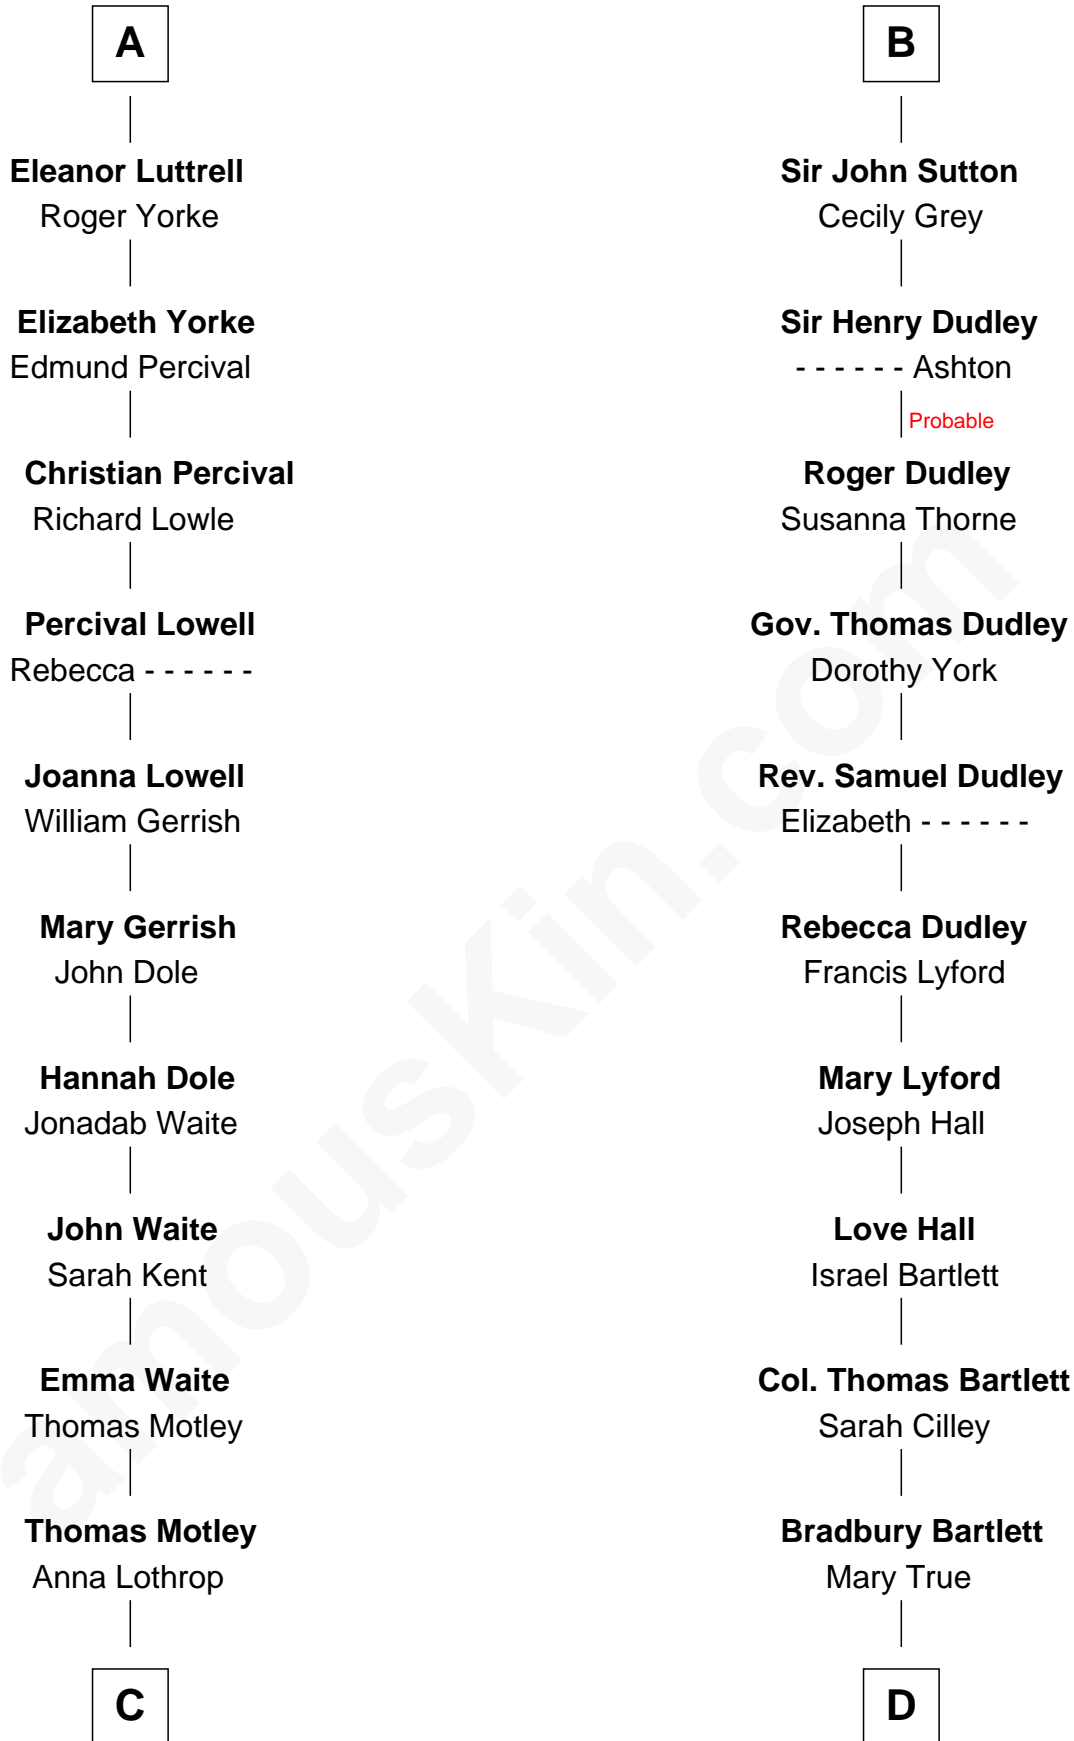 A
Eleanor Luttrell
Roger Yorke
Elizabeth Yorke
Edmund Percival
Christian Percival
Richard Lowle
Percival Lowell
Rebecca - - - - - -
Joanna Lowell
William Gerrish
Mary Gerrish
John Dole
Hannah Dole
Jonadab Waite
John Waite
Sarah Kent
Emma Waite
Thomas Motley
Thomas Motley
Anna Lothrop
C
B
Sir John Sutton
Cecily Grey
Sir Henry Dudley
- - - - - - Ashton
Probable
Roger Dudley
Susanna Thorne
Gov. Thomas Dudley
Dorothy York
Rev. Samuel Dudley
Elizabeth - - - - - -
Rebecca Dudley
Francis Lyford
Mary Lyford
Joseph Hall
Love Hall
Israel Bartlett
Col. Thomas Bartlett
Sarah Cilley
Bradbury Bartlett
Mary True
D
famouskin.com